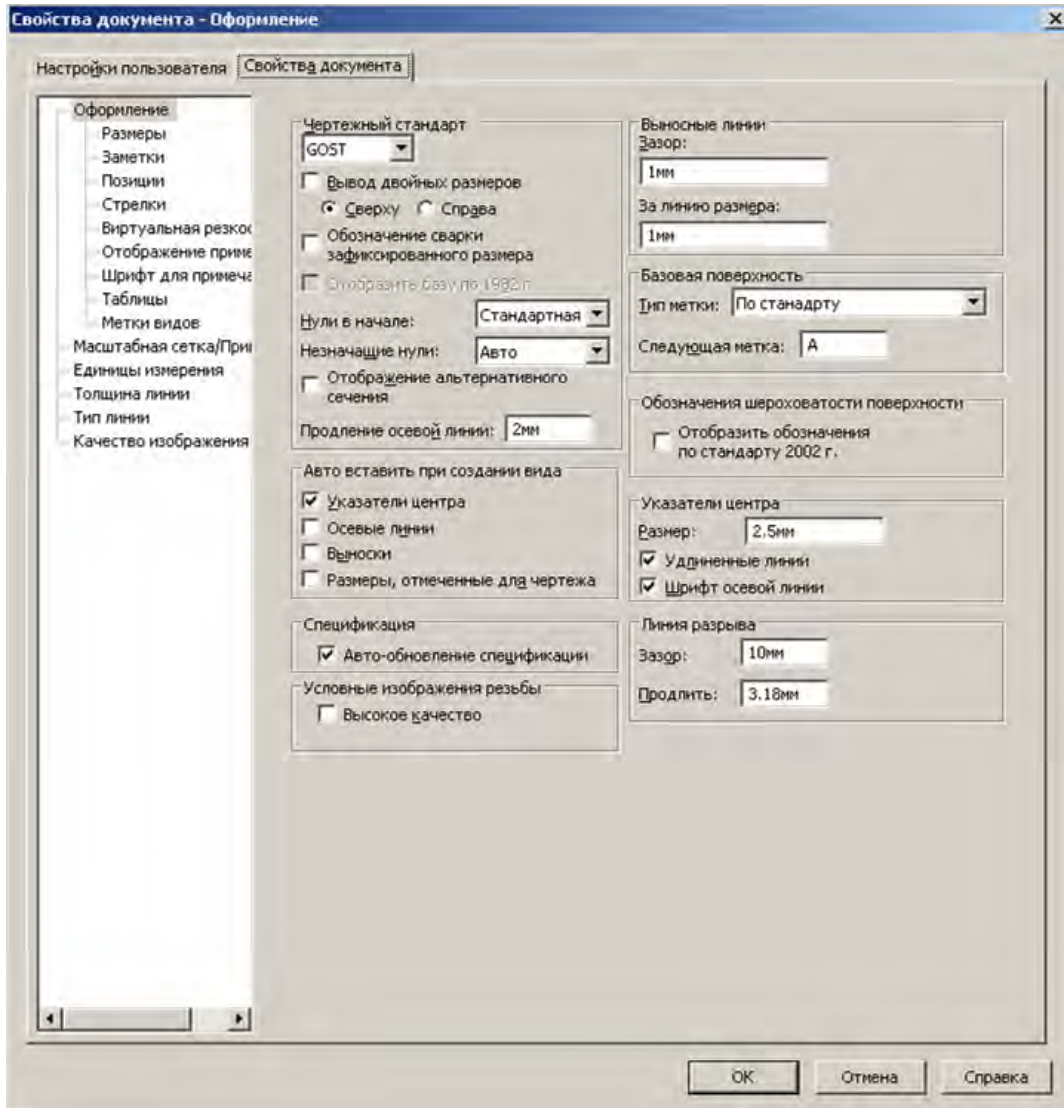 Свойства документа - Оформление
Настройки пользователя
Свойства документа
Оформление
Размеры
Заметки
Позиции
Стрелки
Виртуальная резкос
Отображение приме
Шрифт для примеча
Таблицы
Метки видов
Масштабная сетка/При
Единицы измерения
Толщина линии
Тип линии
Качество изображения
Чертежный стандарт
GOST
Вывод двойных размеров
Сверху
Справа
Обозначение сварки
зафиксированного размера
Отобразить базу по 1982 г.
Нули в начале:
Стандартная
Незначащие нули:
Авто
Отображение альтернативного
сечения
Продление осевой линии:
2мм
Авто вставить при создании вида
Указатели центра
Осевые линии
Выноски
Размеры, отмеченные для чертежа
Спецификация
Авто-обновление спецификации
Условные изображения резьбы
Высокое качество
Выносные линии
Зазор:
1мм
За линию размера:
1мм
Базовая поверхность
Тип метки:
По станадрту
Следующая метка:
A
Обозначения шероховатости поверхности
Отобразить обозначения
по стандарту 2002 г.
Указатели центра
Размер:
2.5мм
Удлиненные линии
Шрифт осевой линии
Линия разрыва
Зазор:
10мм
Продлить:
3.18мм
OK
Отмена
Справка